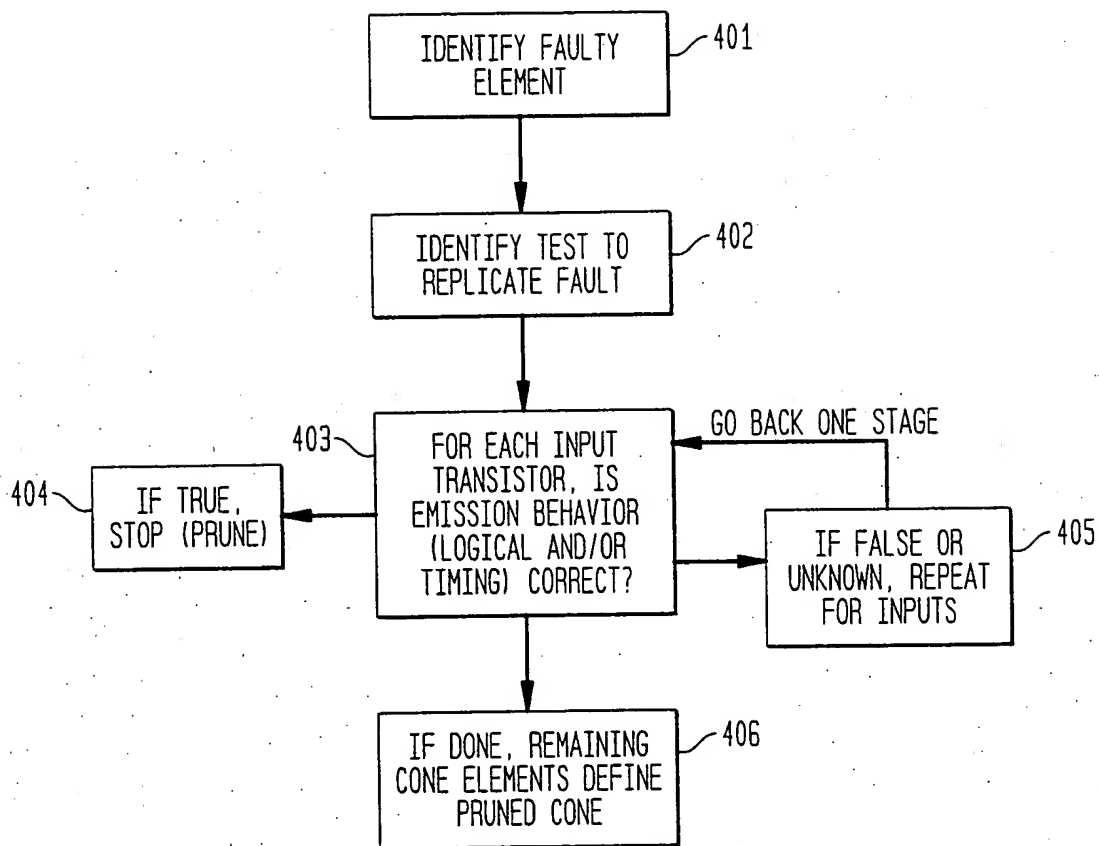 IDENTIFY FAULTY
ELEMENT
401
IDENTIFY TEST TO
REPLICATE FAULT
402
GO BACK ONE STAGE
403
FOR EACH INPUT
TRANSISTOR, IS
EMISSION BEHAVIOR
(LOGICAL AND/OR
TIMING) CORRECT?
404
IF TRUE,
STOP (PRUNE)
IF FALSE OR
UNKNOWN, REPEAT
FOR INPUTS
405
IF DONE, REMAINING
CONE ELEMENTS DEFINE
PRUNED CONE
406